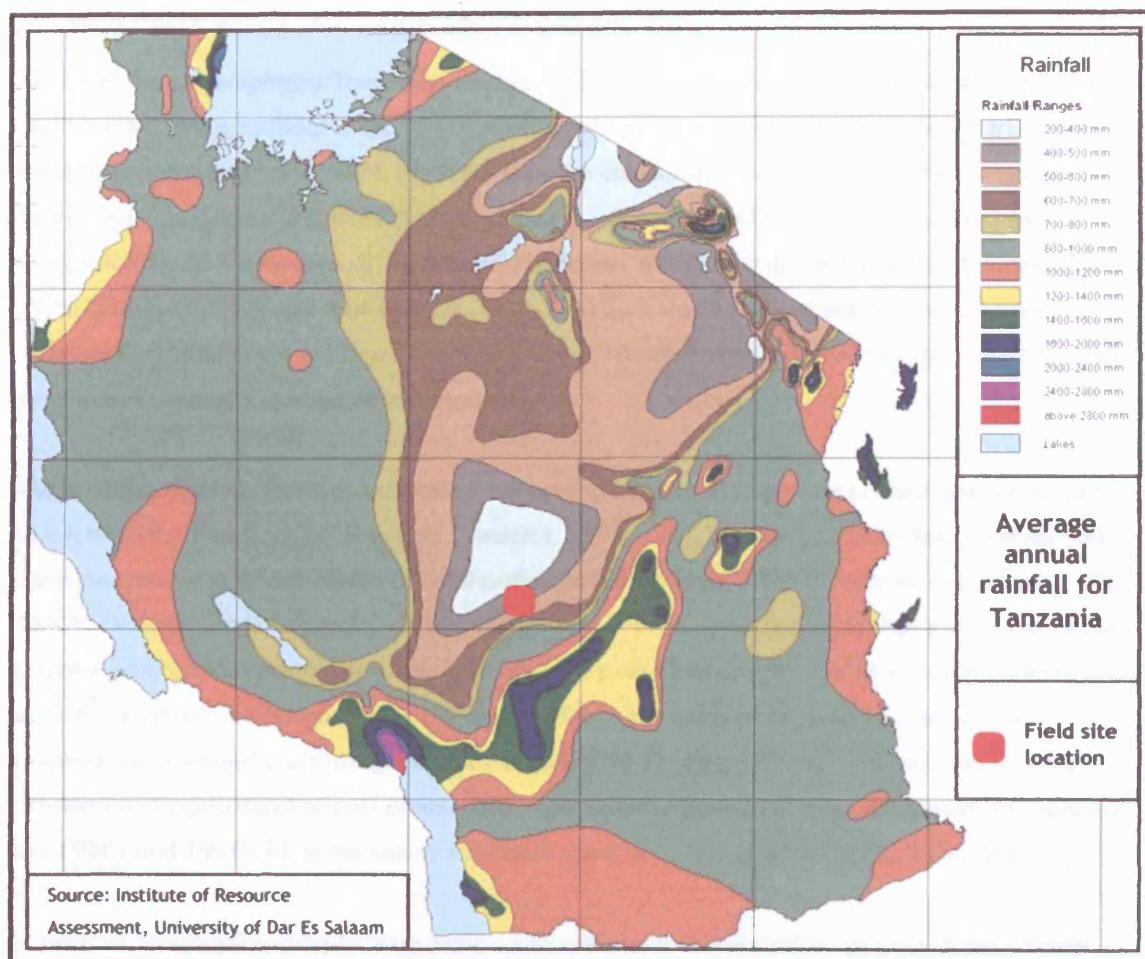 Rainfall
Rainfall Ranges
200-400 mm
400-500 mm
500-600 mm
600-700 mm
700-800 mm
800-1000 mm
1000-1200 mm
1200-1400 mm
1400-1600 mm
1600-2000 mm
2000-2400 mm
2400-2800 mm
above 2800 mm
Lakes
Average
annual
rainfall for
Tanzania
Field site
location
Source: Institute of Resource
Assessment, University of Dar Es Salaam